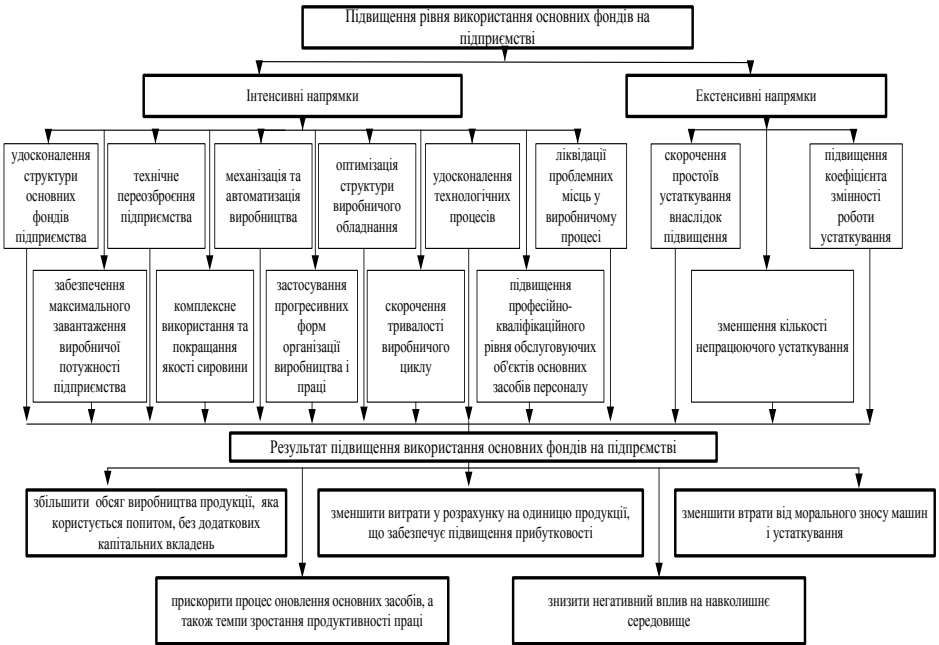 Підвищення рівня використання основних фондів на
підприємстві
Інтенсивні напрямки
Екстенсивні напрямки
удосконалення
структури
основних
фондів
підприємства
технічне
переозброєння
підприємства
механізація та
автоматизація
виробництва
оптимізація
структури
виробничого
обладнання
удосконалення
технологічних
процесів
ліквідації
проблемних
місць у
виробничому
процесі
скорочення
простоїв
устаткування
внаслідок
підвищення
підвищення
коефіцієнта
змінності
роботи
устаткування
забезпечення
максимального
завантаження
виробничої
потужності
підприємства
комплексне
використання та
покращання
якості сировини
застосування
прогресивних
форм
організації
виробництва і
праці
скорочення
тривалості
виробничого
циклу
підвищення
професійно-
кваліфікаційного
рівня обслуговуючих
об'єктів основних
засобів персоналу
зменшення кількості
непрацюючого устаткування
Результат підвищення використання основних фондів на підпрємстві
збільшити обсяг виробництва продукції, яка
користується попитом, без додаткових
капітальних вкладень
зменшити витрати у розрахунку на одиницю продукції,
що забезпечує підвищення прибутковості
зменшити втрати від морального зносу машин
і устаткування
прискорити процес оновлення основних засобів, а
також темпи зростання продуктивності праці
знизити негативний вплив на навколишнє
середовище